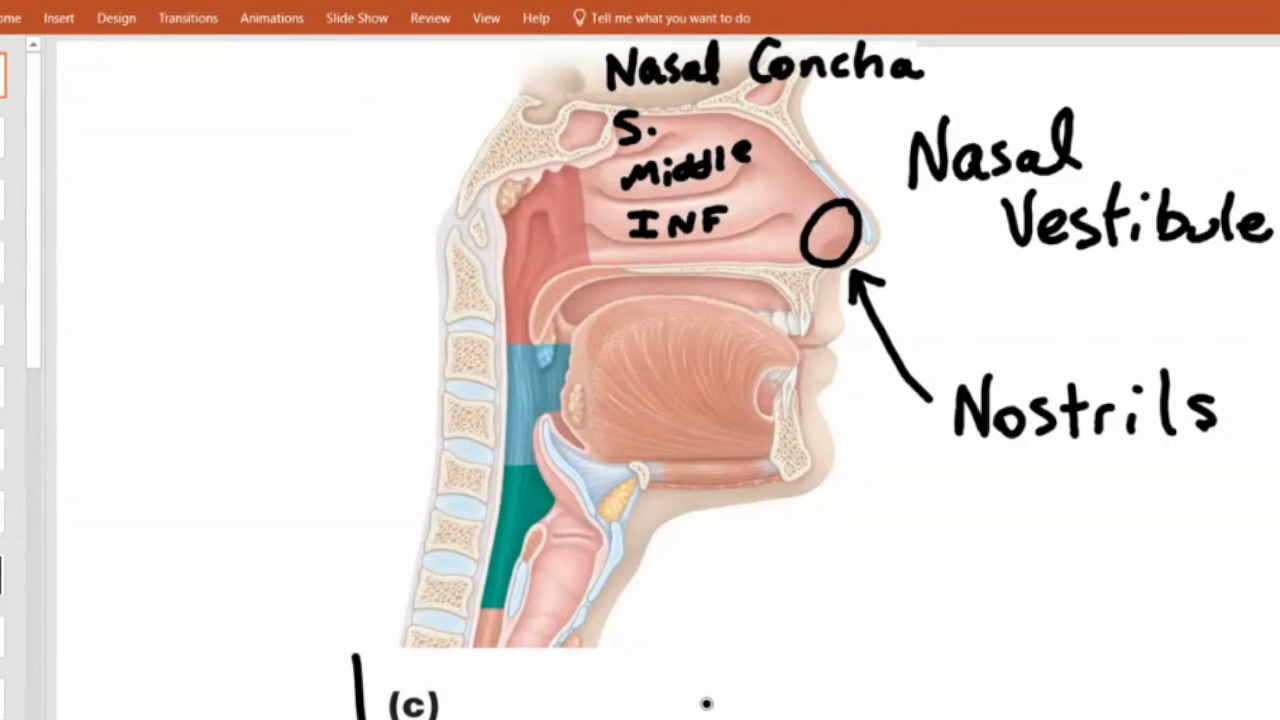 ome Insert Design Transitions Animations Slide Show Review View Help Tell me what you want to do
Nasal Concha
S.
Middle
INF
Nasal
Vestibule
Nostrils
(c)